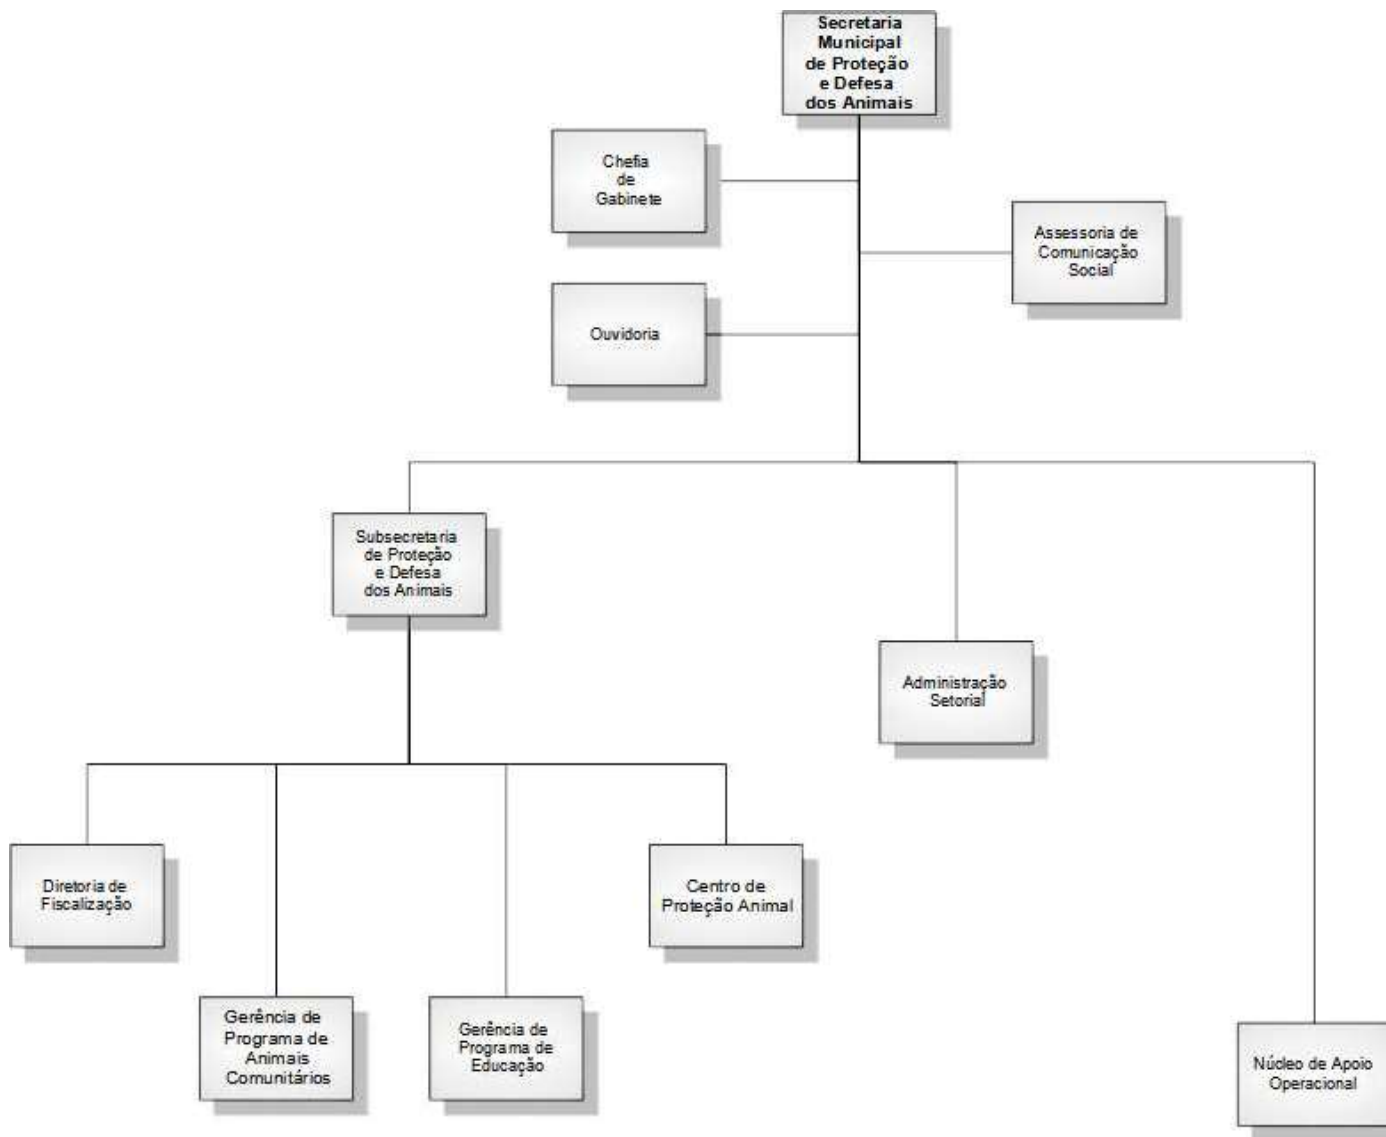 Secretaria
Municipal
de Proteção
e Defesa
dos Animais
Chefia
de
Gabinete
Assessoria de
Comunicação
Social
Ouvidoria
Subsecretaria
de Proteção
e Defesa
dos Animais
Administração
Setorial
Diretoria de
Fiscalização
Centro de
Proteção Animal
Gerência de
Programa de
Animais
Comunitários
Gerência de
Programa de
Educação
Núcleo de Apoio
Operacional